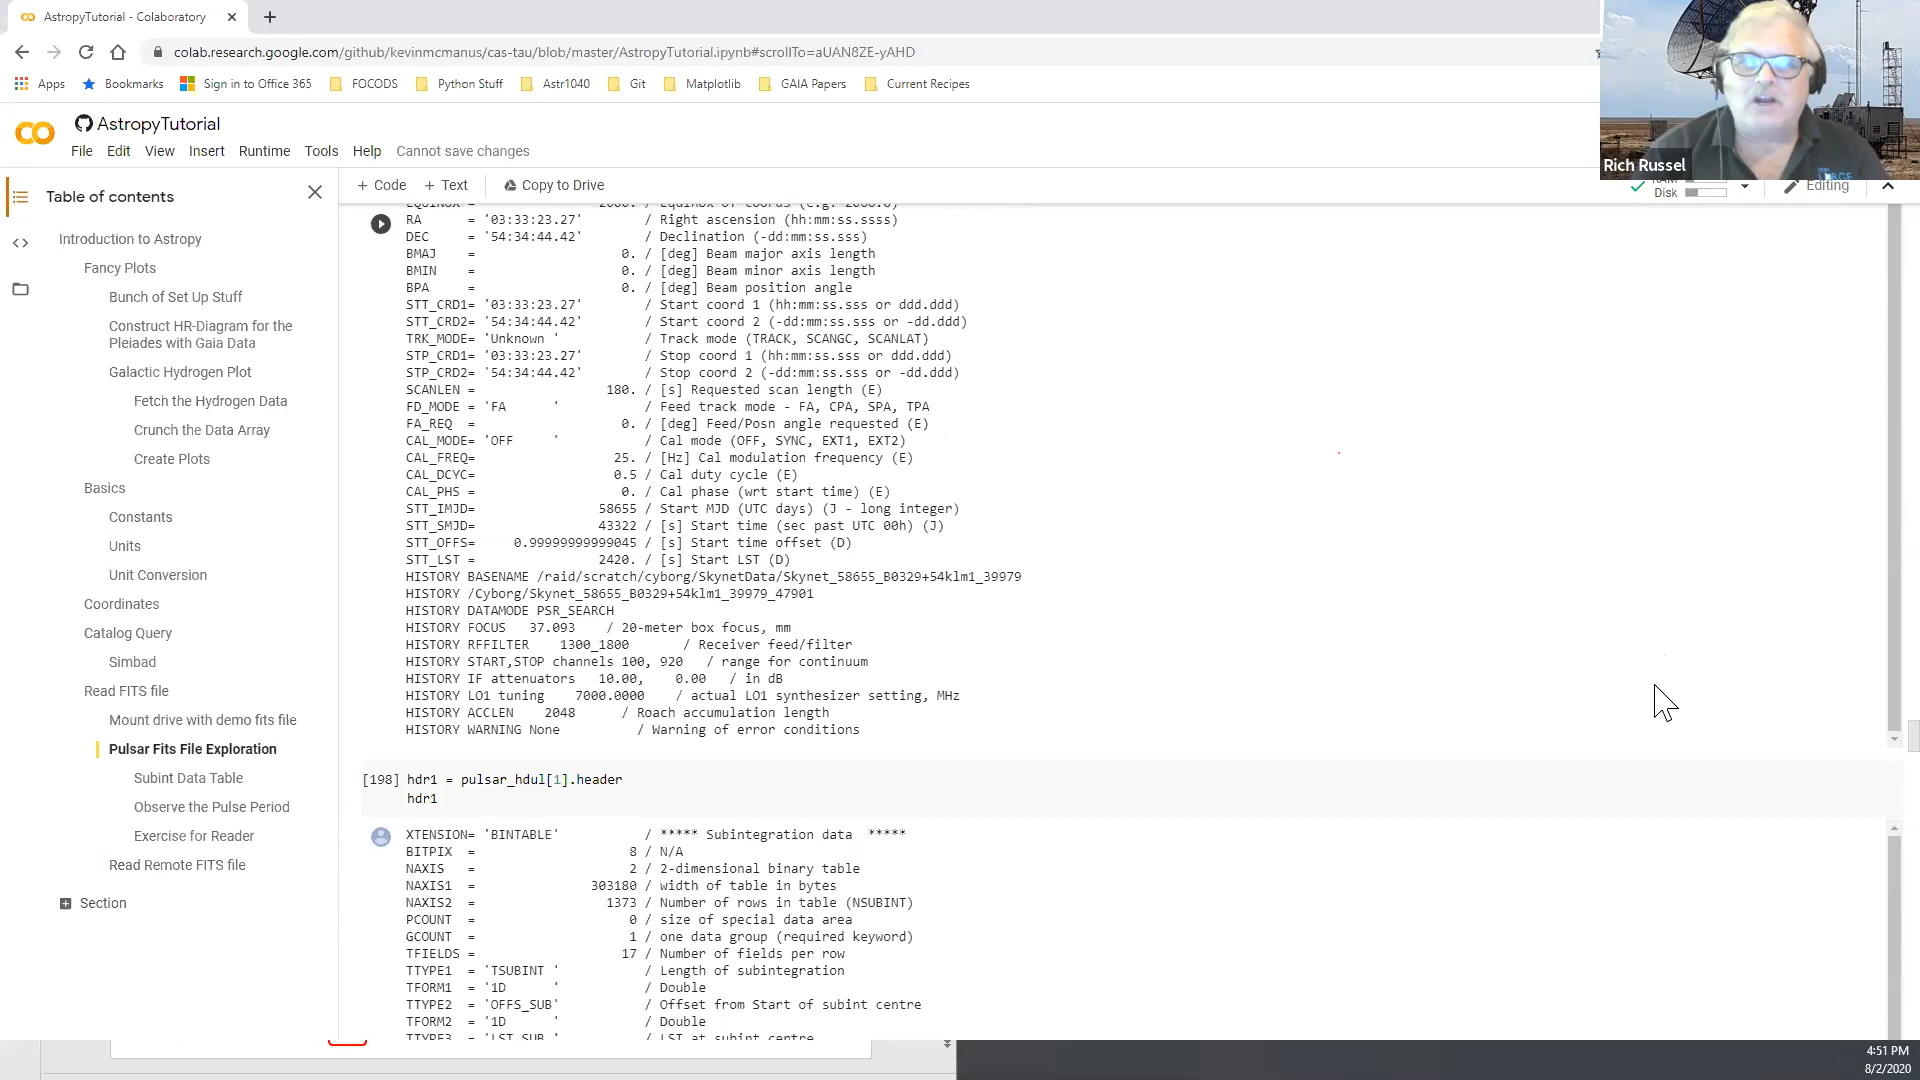 AstropyTutorial - Colaboratory
colab.research.google.com/github/kevinmcmanus/cas-tau/blob/master/AstropyTutorial.ipynb#scrollTo=aUAN8ZE-yAHD
Apps Bookmarks Sign in to Office 365 FOCODS Python Stuff Astr1040 Git Matplotlib GAIA Papers Current Recipes
AstropyTutorial
File Edit View Insert Runtime Tools Help Cannot save changes
Rich Russel
Table of contents
+ Code + Text Copy to Drive
Disk
Editing
Introduction to Astropy
Fancy Plots
Bunch of Set Up Stuff
Construct HR-Diagram for the
Pleiades with Gaia Data
Galactic Hydrogen Plot
Fetch the Hydrogen Data
Crunch the Data Array
Create Plots
Basics
Constants
Units
Unit Conversion
Coordinates
Catalog Query
Simbad
Read FITS file
Mount drive with demo fits file
Pulsar Fits File Exploration
Subint Data Table
Observe the Pulse Period
Exercise for Reader
Read Remote FITS file
Section
EQUINOX = 2000. / Equinox of coords (e.g. 2000.0)
RA = '03:33:23.27' / Right ascension (hh:mm:ss.ssss)
DEC = '54:34:44.42' / Declination (-dd:mm:ss.sss)
BMAJ = 0. / [deg] Beam major axis length
BMIN = 0. / [deg] Beam minor axis length
BPA = 0. / [deg] Beam position angle
STT_CRD1= '03:33:23.27' / Start coord 1 (hh:mm:ss.sss or ddd.ddd)
STT_CRD2= '54:34:44.42' / Start coord 2 (-dd:mm:ss.sss or -dd.ddd)
TRK_MODE= 'Unknown ' / Track mode (TRACK, SCANGC, SCANLAT)
STP_CRD1= '03:33:23.27' / Stop coord 1 (hh:mm:ss.sss or ddd.ddd)
STP_CRD2= '54:34:44.42' / Stop coord 2 (-dd:mm:ss.sss or -dd.ddd)
SCANLEN = 180. / [s] Requested scan length (E)
FD_MODE = 'FA ' / Feed track mode - FA, CPA, SPA, TPA
FA_REQ = 0. / [deg] Feed/Posn angle requested (E)
CAL_MODE= 'OFF ' / Cal mode (OFF, SYNC, EXT1, EXT2)
CAL_FREQ= 25. / [Hz] Cal modulation frequency (E)
CAL_DCYC= 0.5 / Cal duty cycle (E)
CAL_PHS = 0. / Cal phase (wrt start time) (E)
STT_IMJD= 58655 / Start MJD (UTC days) (J - long integer)
STT_SMJD= 43322 / [s] Start time (sec past UTC 00h) (J)
STT_OFFS= 0.99999999999045 / [s] Start time offset (D)
STT_LST = 2420. / [s] Start LST (D)
HISTORY BASENAME /raid/scratch/cyborg/SkynetData/Skynet_58655_B0329+54klm1_39979
HISTORY /Cyborg/Skynet_58655_B0329+54klm1_39979_47901
HISTORY DATAMODE PSR_SEARCH
HISTORY FOCUS 37.093 / 20-meter box focus, mm
HISTORY RFFILTER 1300_1800 / Receiver feed/filter
HISTORY START,STOP channels 100, 920 / range for continuum
HISTORY IF attenuators 10.00, 0.00 / in dB
HISTORY LO1 tuning 7000.0000 / actual LO1 synthesizer setting, MHz
HISTORY ACCLEN 2048 / Roach accumulation length
HISTORY WARNING None / Warning of error conditions
[198] hdr1 = pulsar_hdul[1].header
hdr1
XTENSION= 'BINTABLE' / ***** Subintegration data *****
BITPIX = 8 / N/A
NAXIS = 2 / 2-dimensional binary table
NAXIS1 = 303180 / width of table in bytes
NAXIS2 = 1373 / Number of rows in table (NSUBINT)
PCOUNT = 0 / size of special data area
GCOUNT = 1 / one data group (required keyword)
TFIELDS = 17 / Number of fields per row
TTYPE1 = 'TSUBINT ' / Length of subintegration
TFORM1 = '1D ' / Double
TTYPE2 = 'OFFS_SUB' / Offset from Start of subint centre
TFORM2 = '1D ' / Double
TTYPE3 = 'LST_SUB ' / LST at subint centre
4:51 PM
8/2/2020